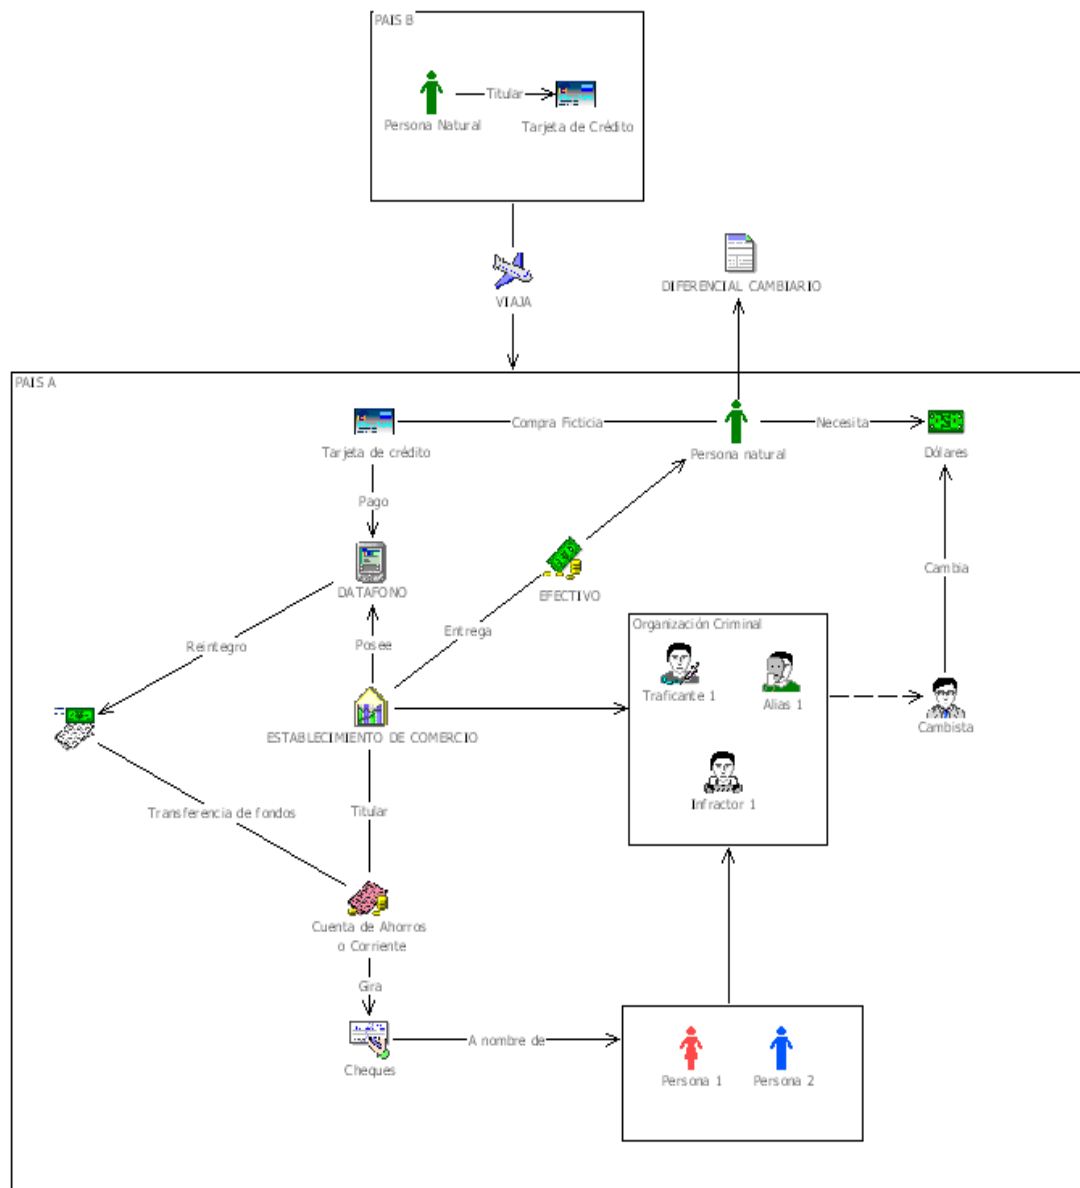 PAIS B
Titular
Persona Natural
Tarjeta de Crédito
VIAJA
DIFERENCIAL CAMBIARIO
PAIS A
Compra Ficticia
Necesita
Tarjeta de crédito
Persona natural
Dólares
Pago
Cambia
DATAFONO
EFECTIVO
Entrega
Reintegro
Posee
Organización Criminal
Traficante 1
Alias 1
ESTABLECIMIENTO DE COMERCIO
Cambista
Infractor 1
Transferencia de fondos
Titular
Cuenta de Ahorros
o Corriente
Gira
A nombre de
Cheques
Persona 1
Persona 2